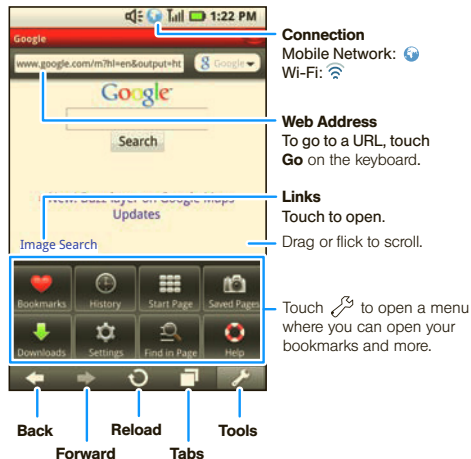 1:22 PM
Google
www.google.com/m?hl=en&output=ht
8 Google
Google
Search
New! Buzz layer on Google Maps
Updates
Image Search
Bookmarks History Start Page Saved Pages
Downloads Settings Find in Page Help
Connection
Mobile Network:
Wi-Fi:
Web Address
To go to a URL, touch
Go on the keyboard.
Links
Touch to open.
Drag or flick to scroll.
Touch to open a menu
where you can open your
bookmarks and more.
Back
Forward
Reload
Tabs
Tools